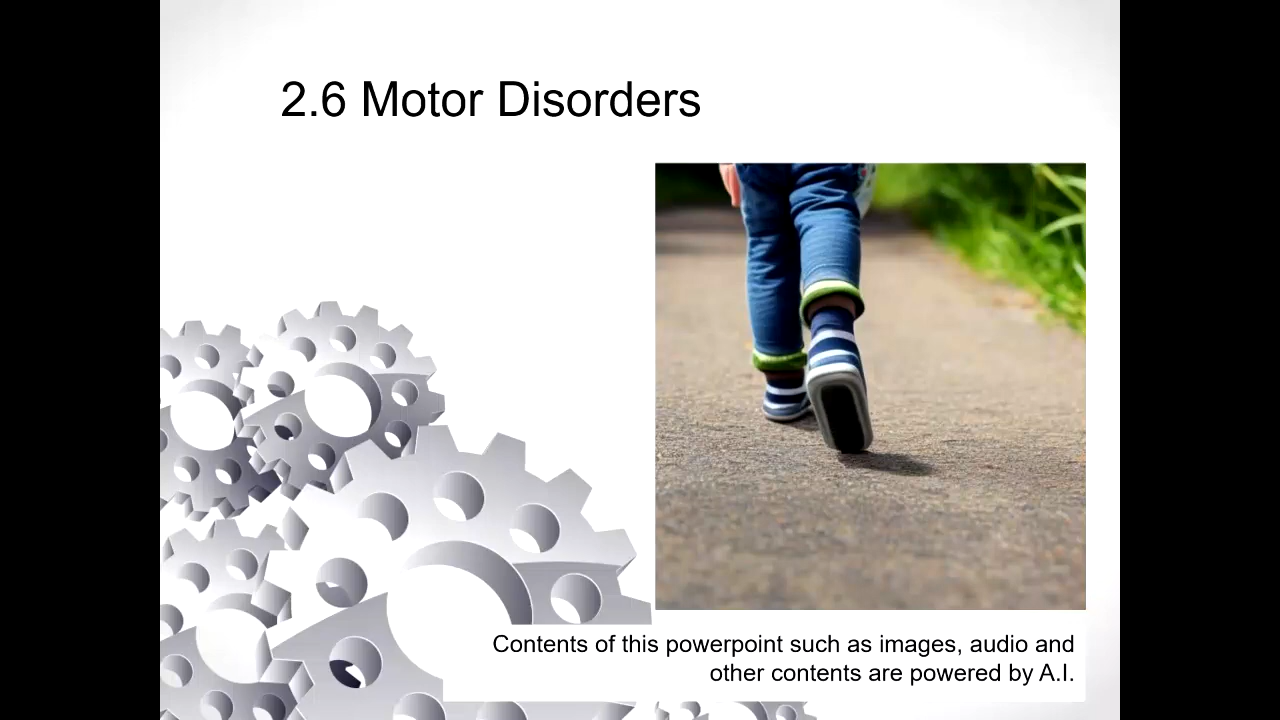 2.6 Motor Disorders
Contents of this powerpoint such as images, audio and
other contents are powered by A.I.